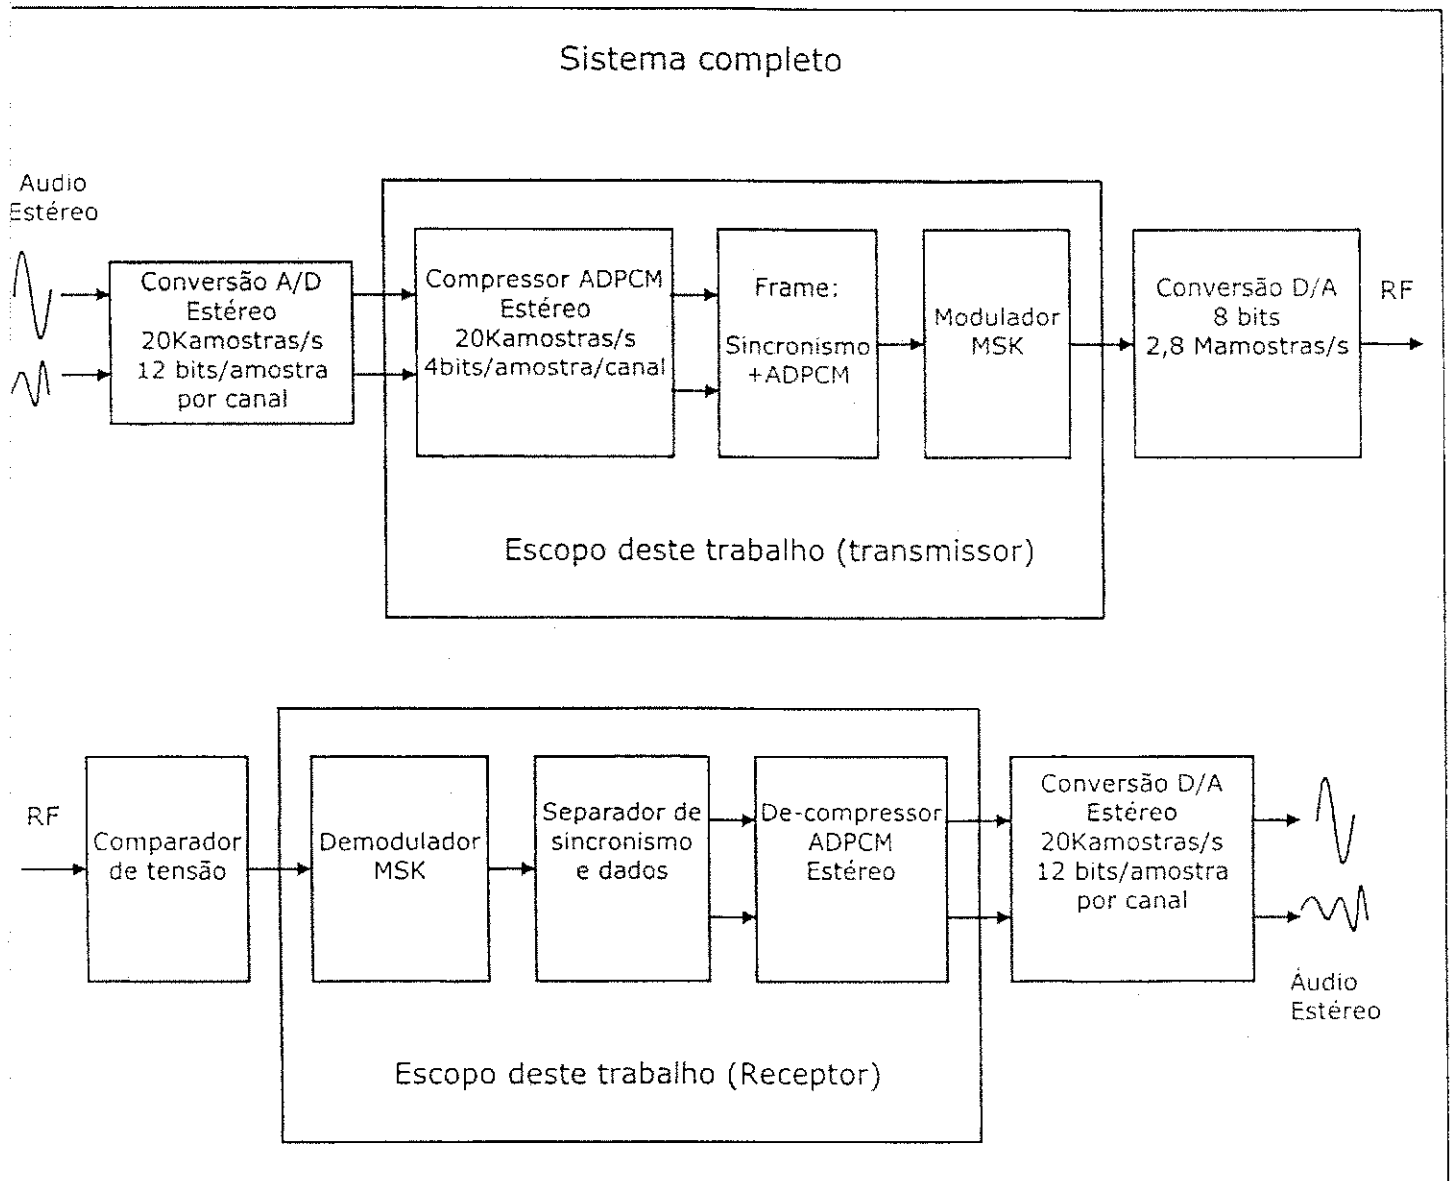 Sistema completo
Audio
Estéreo
Conversão A/D
Estéreo
20Kamostras/s
12 bits/amostra
por canal
Compressor ADPCM
Estéreo
20Kamostras/s
4bits/amostra/canal
Frame:
Sincronismo
+ADPCM
Modulador
MSK
Conversão D/A
8 bits
2,8 Mamostras/s
RF
Escopo deste trabalho (transmissor)
RF
Comparador
de tensão
Demodulador
MSK
Separador de
sincronismo
e dados
De-compressor
ADPCM
Estéreo
Conversão D/A
Estéreo
20Kamostras/s
12 bits/amostra
por canal
Áudio
Estéreo
Escopo deste trabalho (Receptor)